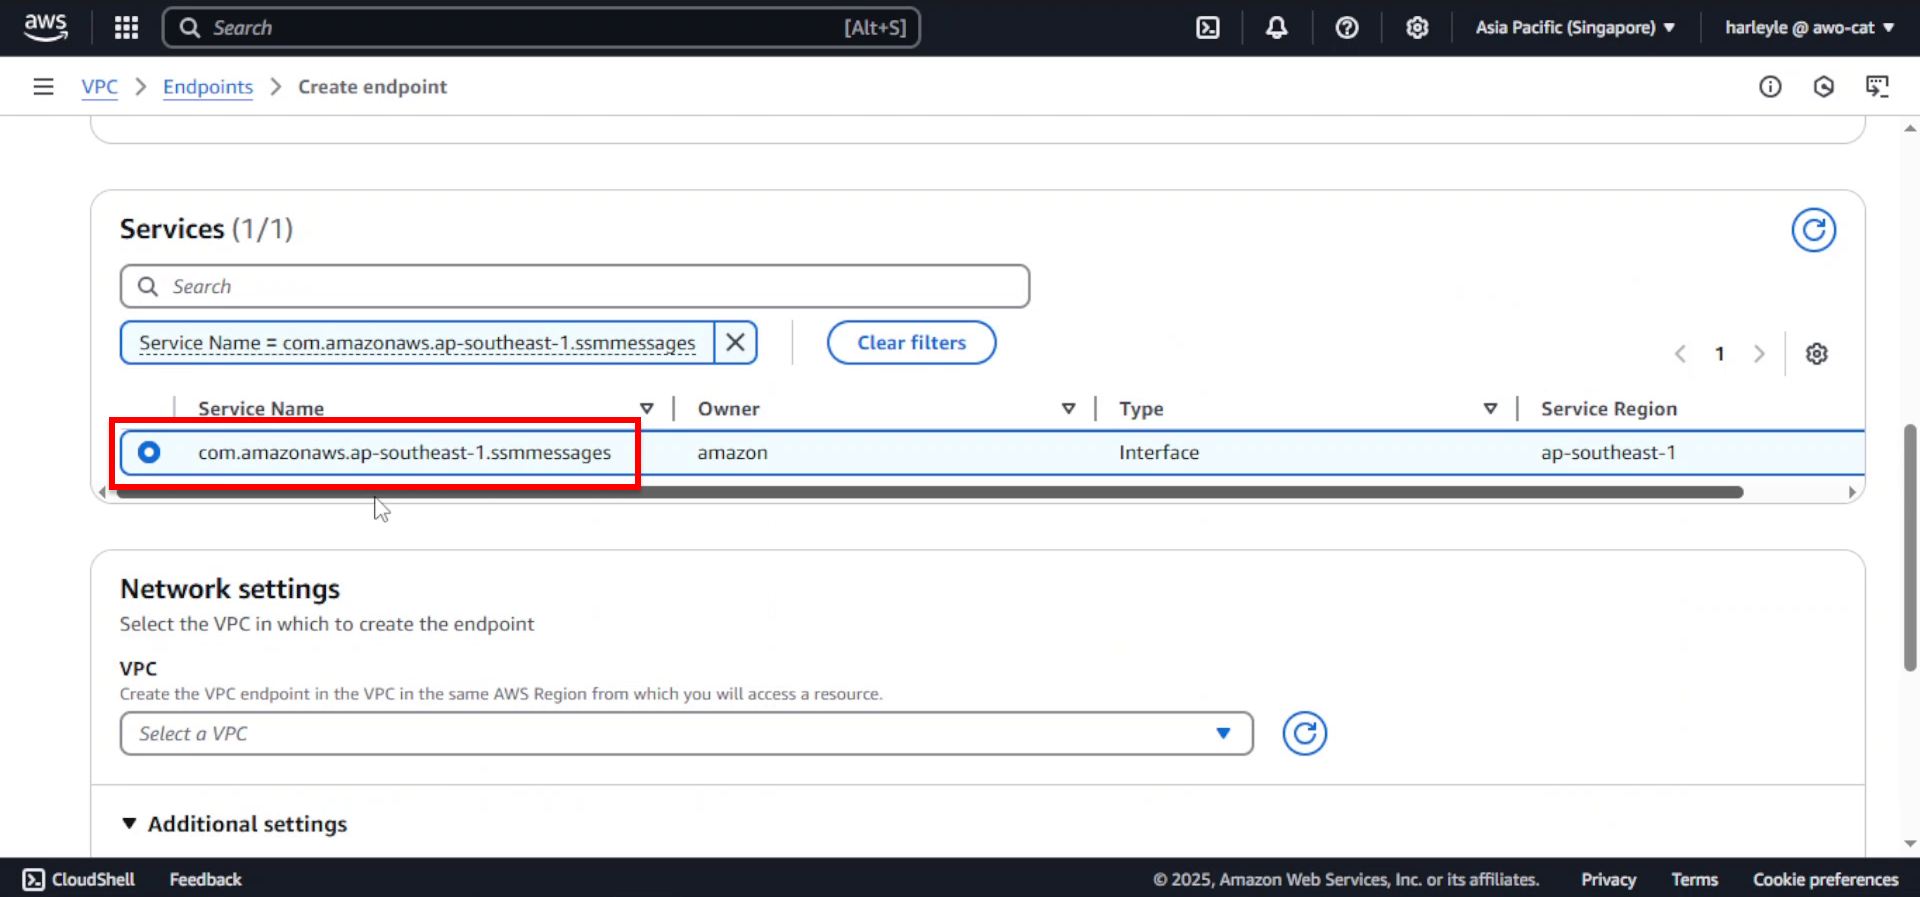 aws
Search [Alt+S]
Asia Pacific (Singapore) harleyle @ awo-cat
VPC Endpoints Create endpoint
Services (1/1)
Search
Service Name = com.amazonaws.ap-southeast-1.ssmmessages
Clear filters
1
Service Name Owner Type Service Region
com.amazonaws.ap-southeast-1.ssmmessages amazon Interface ap-southeast-1
Network settings
Select the VPC in which to create the endpoint
VPC
Create the VPC endpoint in the VPC in the same AWS Region from which you will access a resource.
Select a VPC
Additional settings
CloudShell Feedback © 2025, Amazon Web Services, Inc. or its affiliates. Privacy Terms Cookie preferences